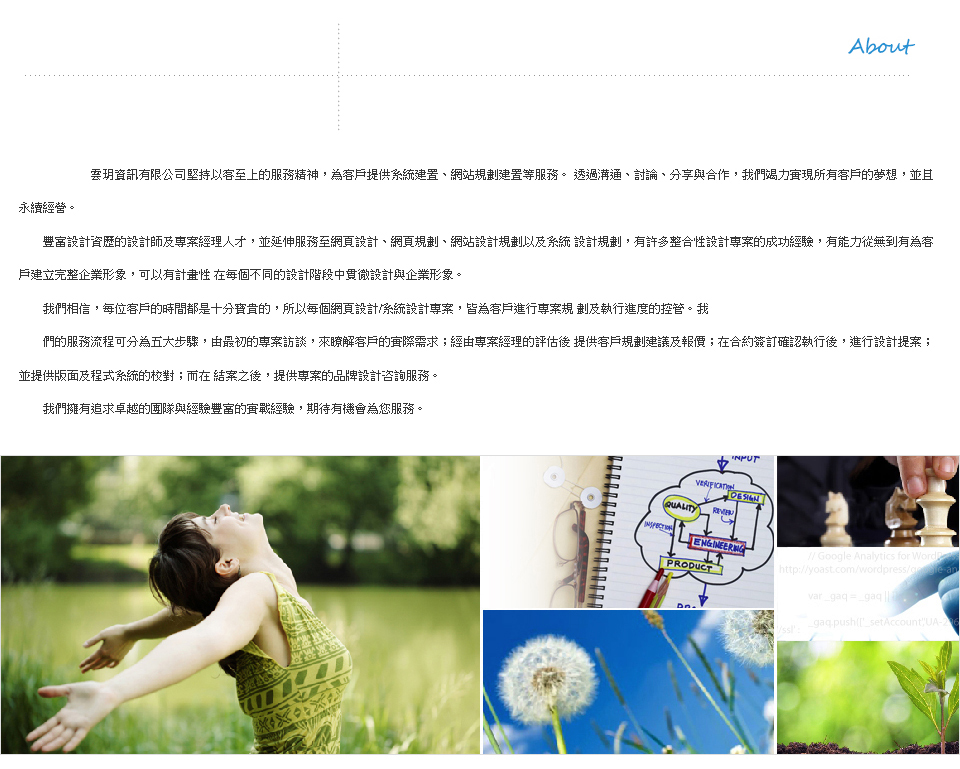 About
雲玥資訊有限公司堅持以客至上的服務精神，為客戶提供系統建置、網站規劃建置等服務。 透過溝通、討論、分享與合作，我們竭力實現所有客戶的夢想，並且
永續經營。
豐富設計資歷的設計師及專案經理人才，並延伸服務至網頁設計、網頁規劃、網站設計規劃以及系統 設計規劃，有許多整合性設計專案的成功經驗，有能力從無到有為客
戶建立完整企業形象，可以有計畫性 在每個不同的設計階段中貫徹設計與企業形象。
我們相信，每位客戶的時間都是十分寶貴的，所以每個網頁設計/系統設計專案，皆為客戶進行專案規 劃及執行進度的控管。我
們的服務流程可分為五大步驟，由最初的專案訪談，來瞭解客戶的實際需求；經由專案經理的評估後 提供客戶規劃建議及報價；在合約簽訂確認執行後，進行設計提案；
並提供版面及程式系統的校對；而在 結案之後，提供專案的品牌設計咨詢服務。
我們擁有追求卓越的團隊與經驗豐富的實戰經驗，期待有機會為您服務。
INPUT
VERIFICATION
DESIGN
QUALITY
REVIEW
INSPECTION
ENGINEERING
PRODUCT
// Google Analytics for WordP
http://yoast.com/wordpress/google-an
var _gaq = _gaq ||
_gaq.push(['_setAccount','UA-2